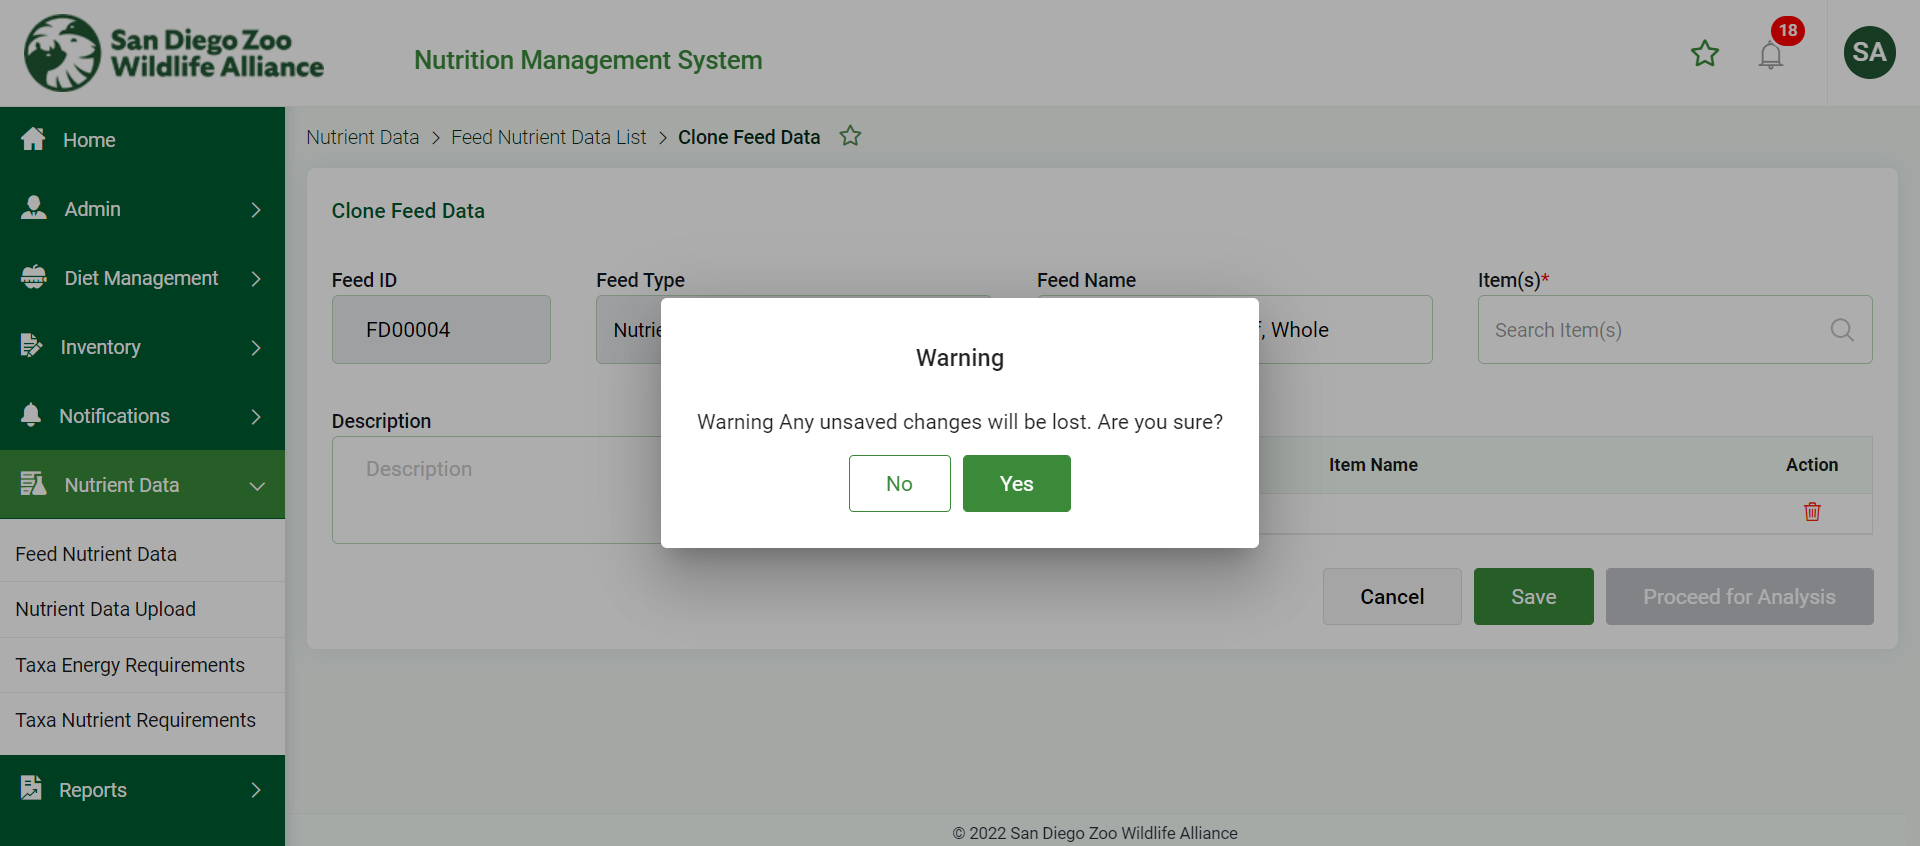 San Diego Zoo
Wildlife Alliance
Nutrition Management System
18
SA
Home
Admin
Diet Management
Inventory
Notifications
Nutrient Data
Feed Nutrient Data
Nutrient Data Upload
Taxa Energy Requirements
Taxa Nutrient Requirements
Reports
Nutrient Data > Feed Nutrient Data List > Clone Feed Data
Clone Feed Data
Feed ID
Feed Type
Feed Name
Item(s)*
FD00004
, Whole
Search Item(s)
Description
Description
Item Name
Action
Warning
Warning Any unsaved changes will be lost. Are you sure?
No
Yes
Cancel
Save
Proceed for Analysis
© 2022 San Diego Zoo Wildlife Alliance